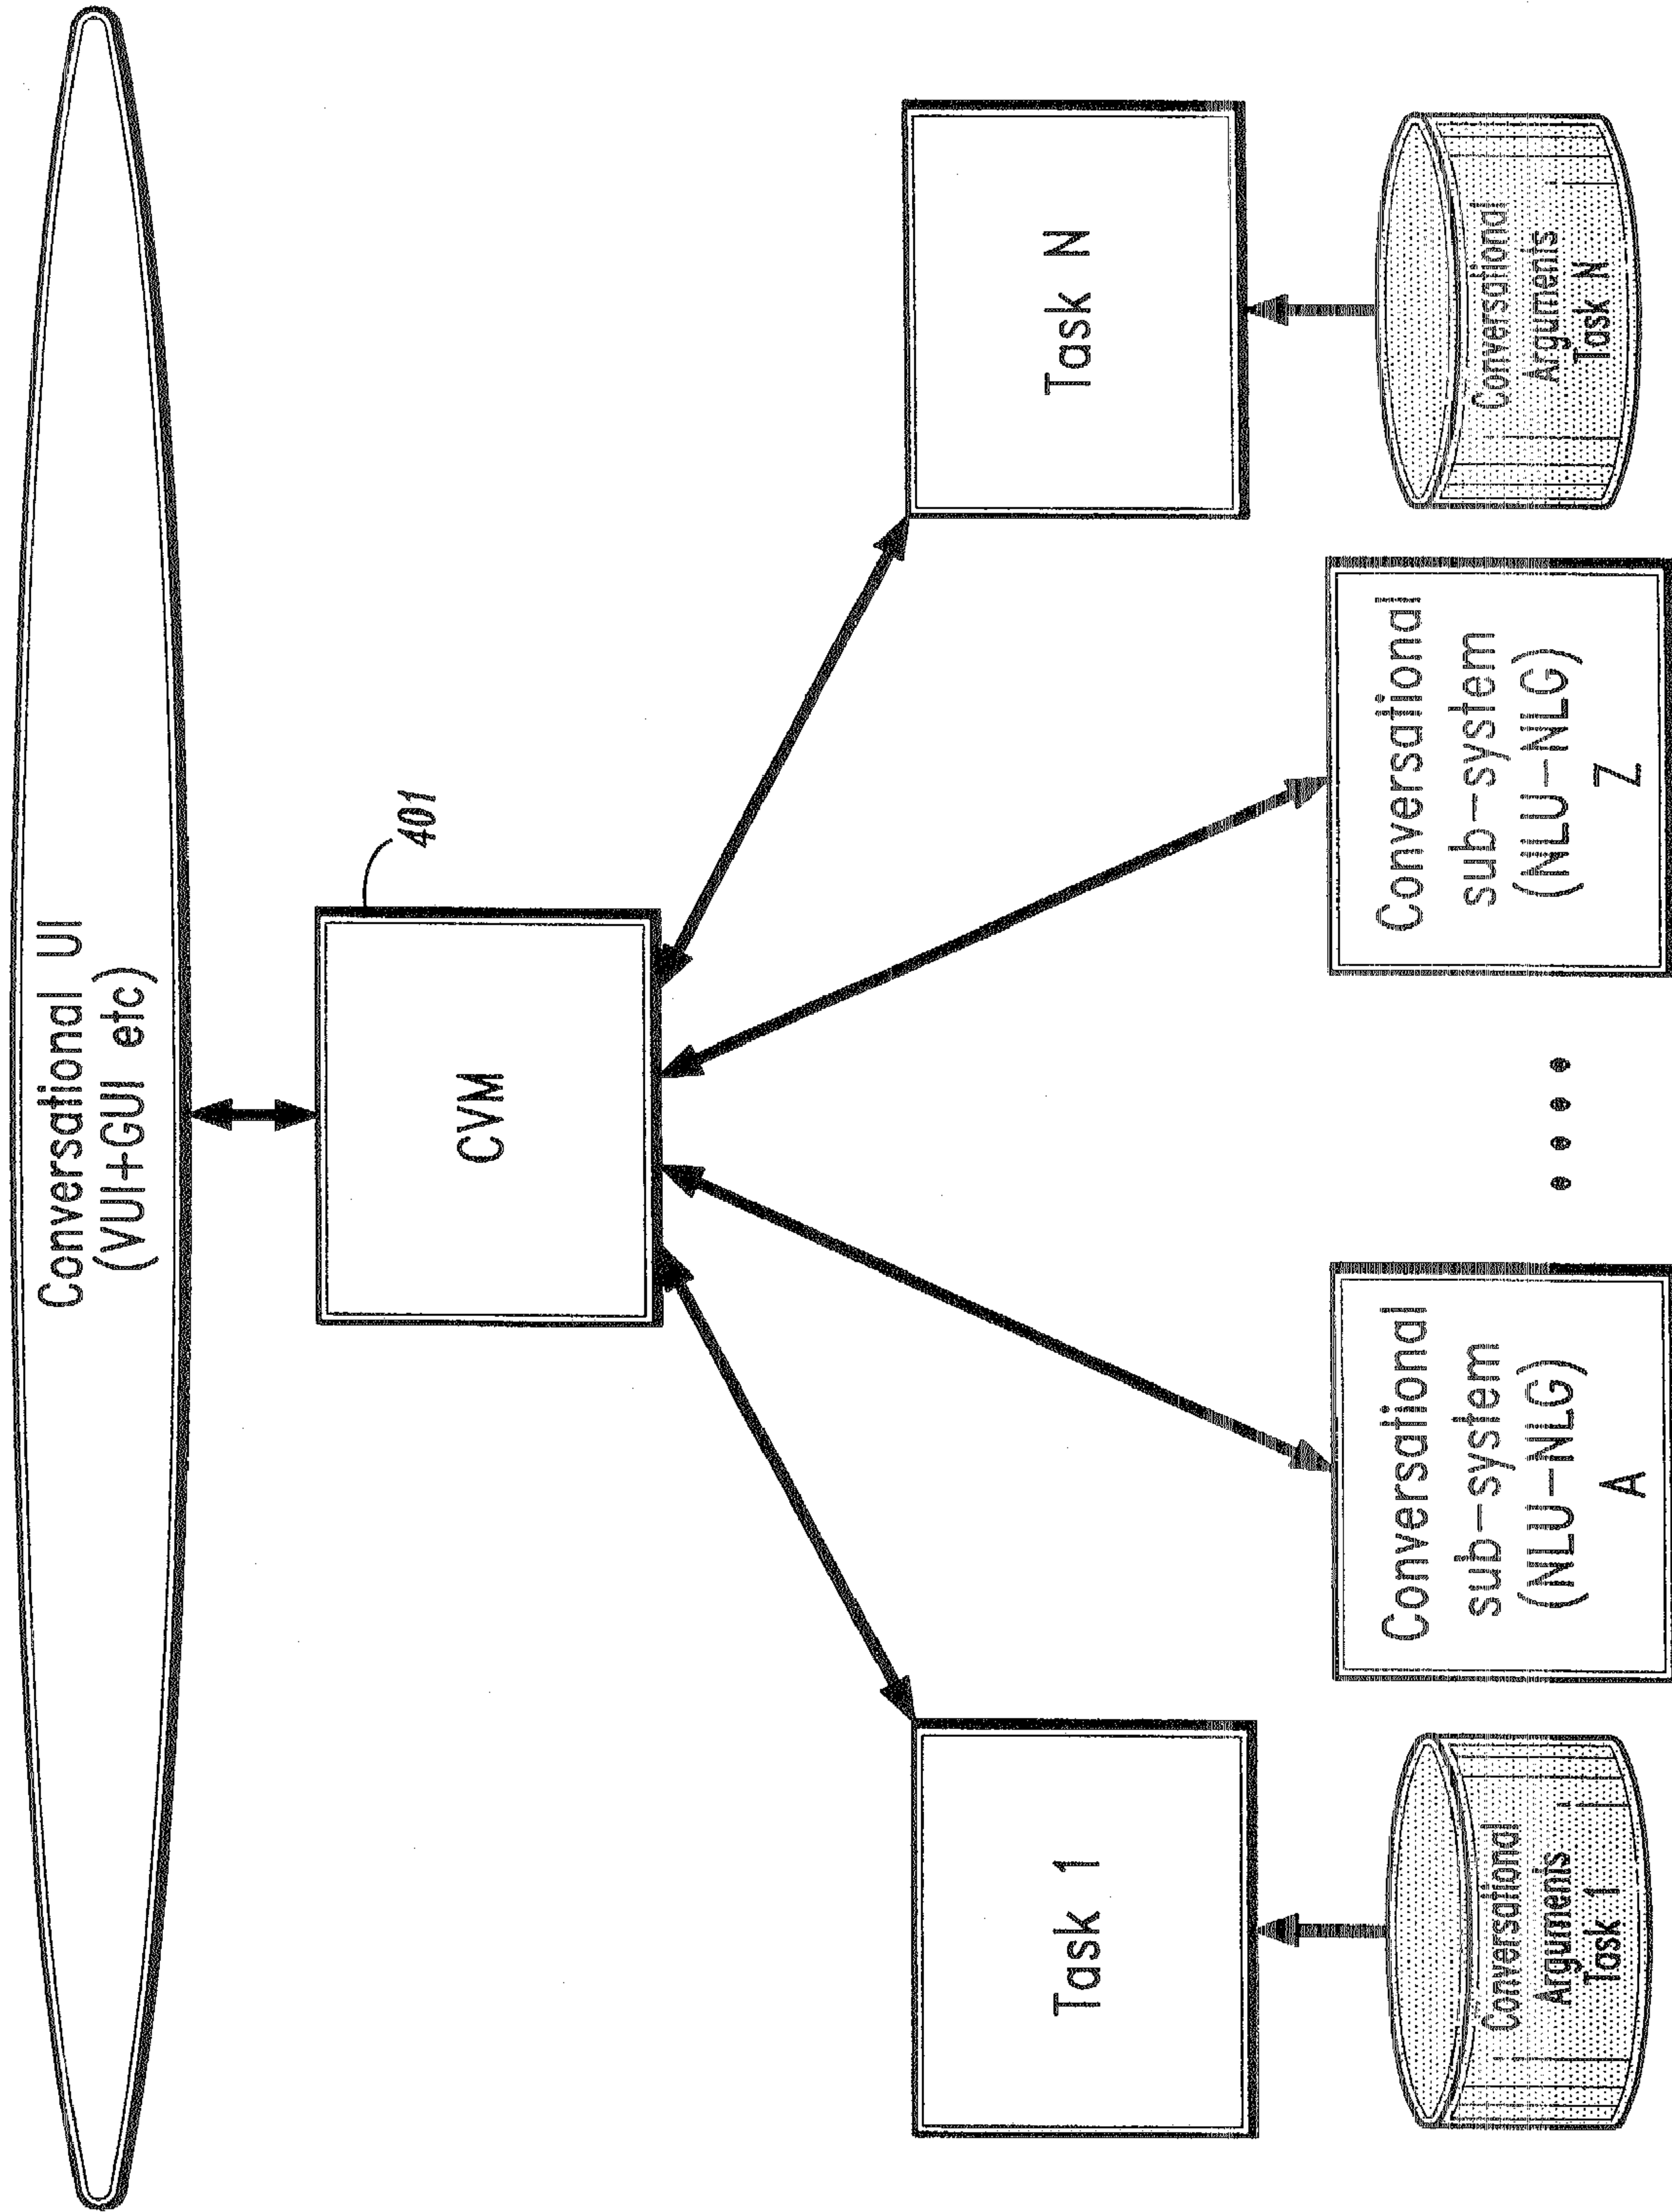 Conversational UI
(VUI+GUI etc)
401
CVM
Task 1
Task N
Conversational
Arguments
Task 1
Conversational
sub-system
(NLU-NLG)
A
Conversational
sub-system
(NLU-NLG)
Z
Conversational
Arguments
Task N